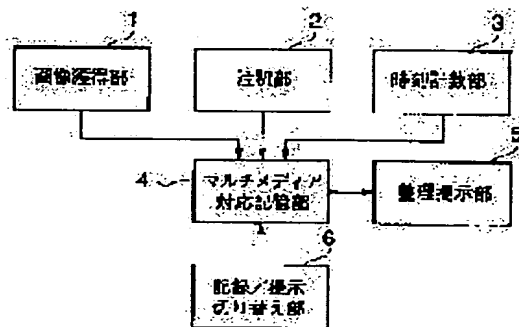 1
画像獲得部
2
注釈部
3
時刻計数部
4
マルチメディア
対応記憶部
5
整理提示部
6
記録／提示
切り替え部